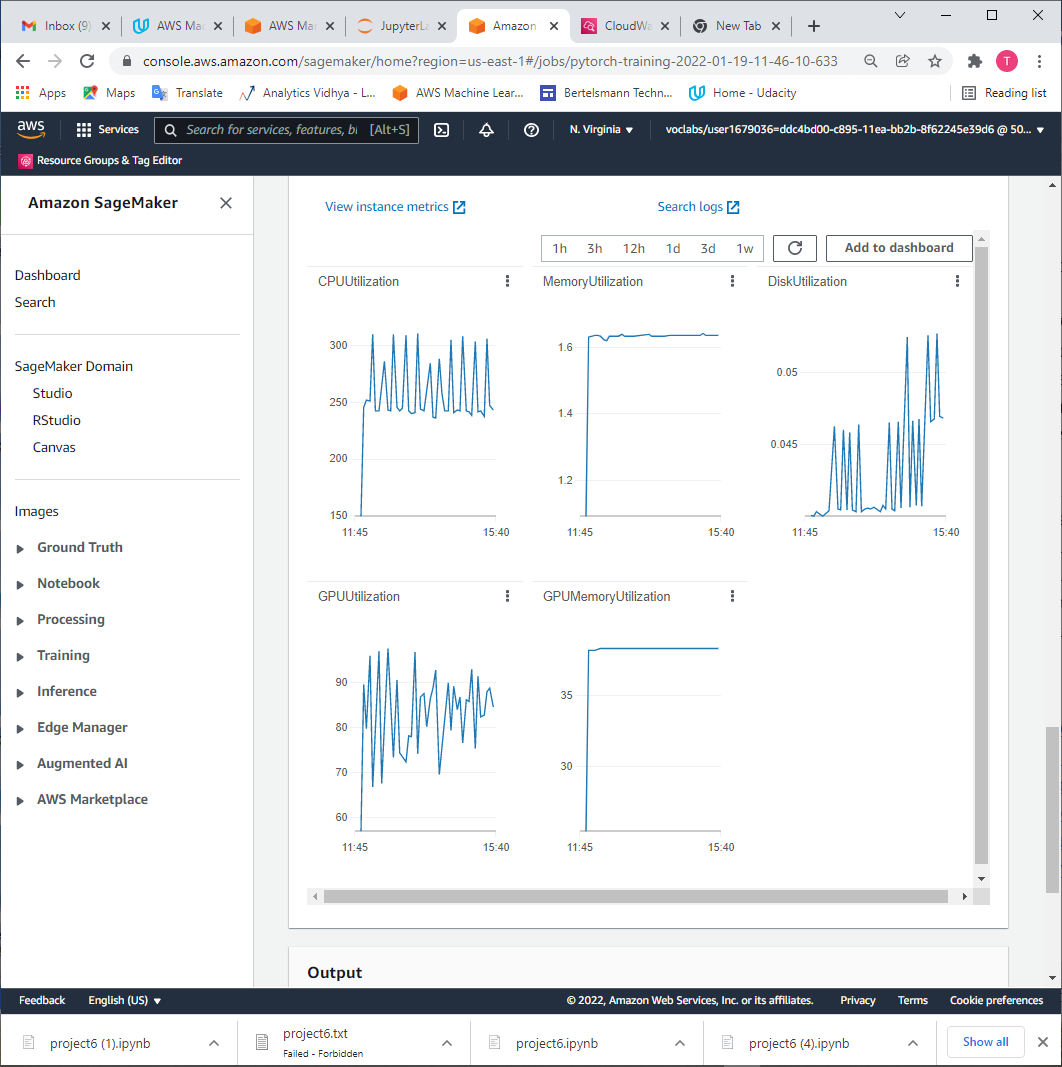 Inbox (9) AWS Mac AWS Mar JupyterLa Amazon CloudWa New Tab
console.aws.amazon.com/sagemaker/home?region=us-east-1#/jobs/pytorch-training-2022-01-19-11-46-10-633 T
Apps Maps Translate Analytics Vidhya - L... AWS Machine Lear... Bertelsmann Techn... Home - Udacity Reading list
aws Services Search for services, features, bl [Alt+S] N. Virginia voclabs/user1679036=ddc4bd00-c895-11ea-bb2b-8f62245e39d6 @ 50...
Resource Groups & Tag Editor
Amazon SageMaker
Dashboard
Search
SageMaker Domain
Studio
RStudio
Canvas
Images
Ground Truth
Notebook
Processing
Training
Inference
Edge Manager
Augmented AI
AWS Marketplace
View instance metrics Search logs
1h 3h 12h 1d 3d 1w Add to dashboard
CPUUtilization
300
250
200
150
11:45 15:40
MemoryUtilization
1.6
1.4
1.2
11:45 15:40
DiskUtilization
0.05
0.045
11:45 15:40
GPUUtilization
90
80
70
60
11:45 15:40
GPUMemoryUtilization
35
30
11:45 15:40
Output
Feedback English (US) © 2022, Amazon Web Services, Inc. or its affiliates. Privacy Terms Cookie preferences
project6 (1).ipynb
project6.txt
Failed - Forbidden
project6.ipynb
project6 (4).ipynb
Show all